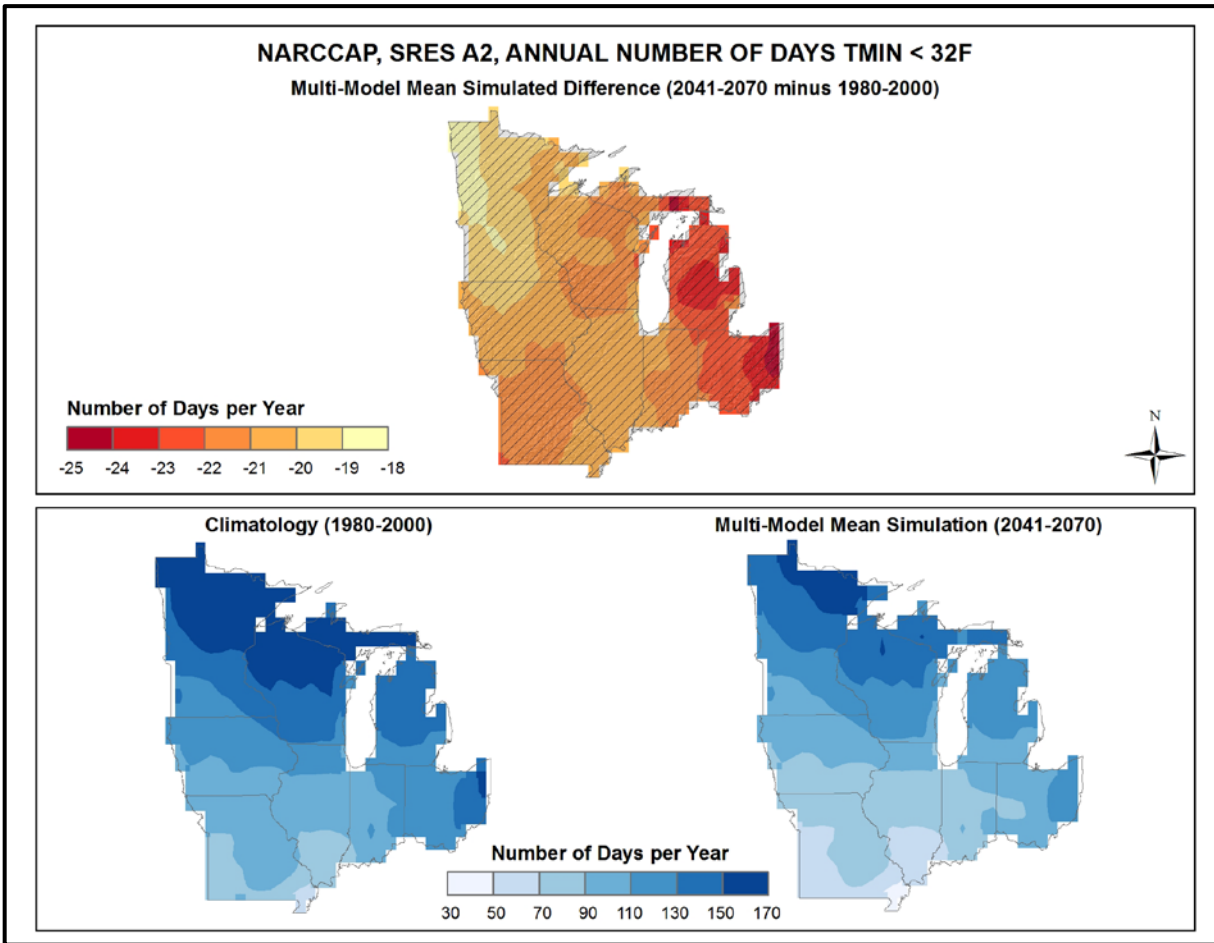 NARCCAP, SRES A2, ANNUAL NUMBER OF DAYS TMIN < 32F
Multi-Model Mean Simulated Difference (2041-2070 minus 1980-2000)
Number of Days per Year
-25 -24 -23 -22 -21 -20 -19 -18
N
Climatology (1980-2000)
Multi-Model Mean Simulation (2041-2070)
Number of Days per Year
30 50 70 90 110 130 150 170